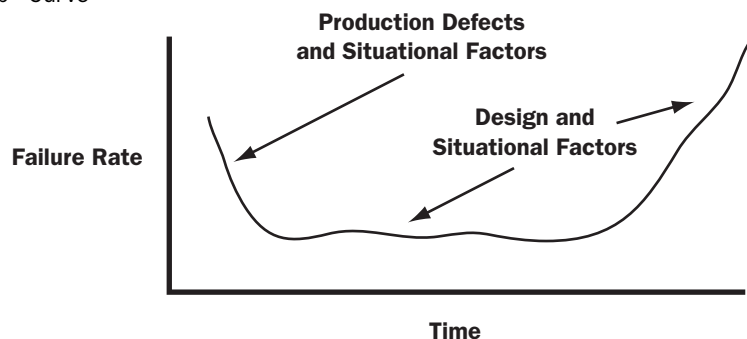 Curve
Production Defects
and Situational Factors
Design and
Situational Factors
Failure Rate
Time